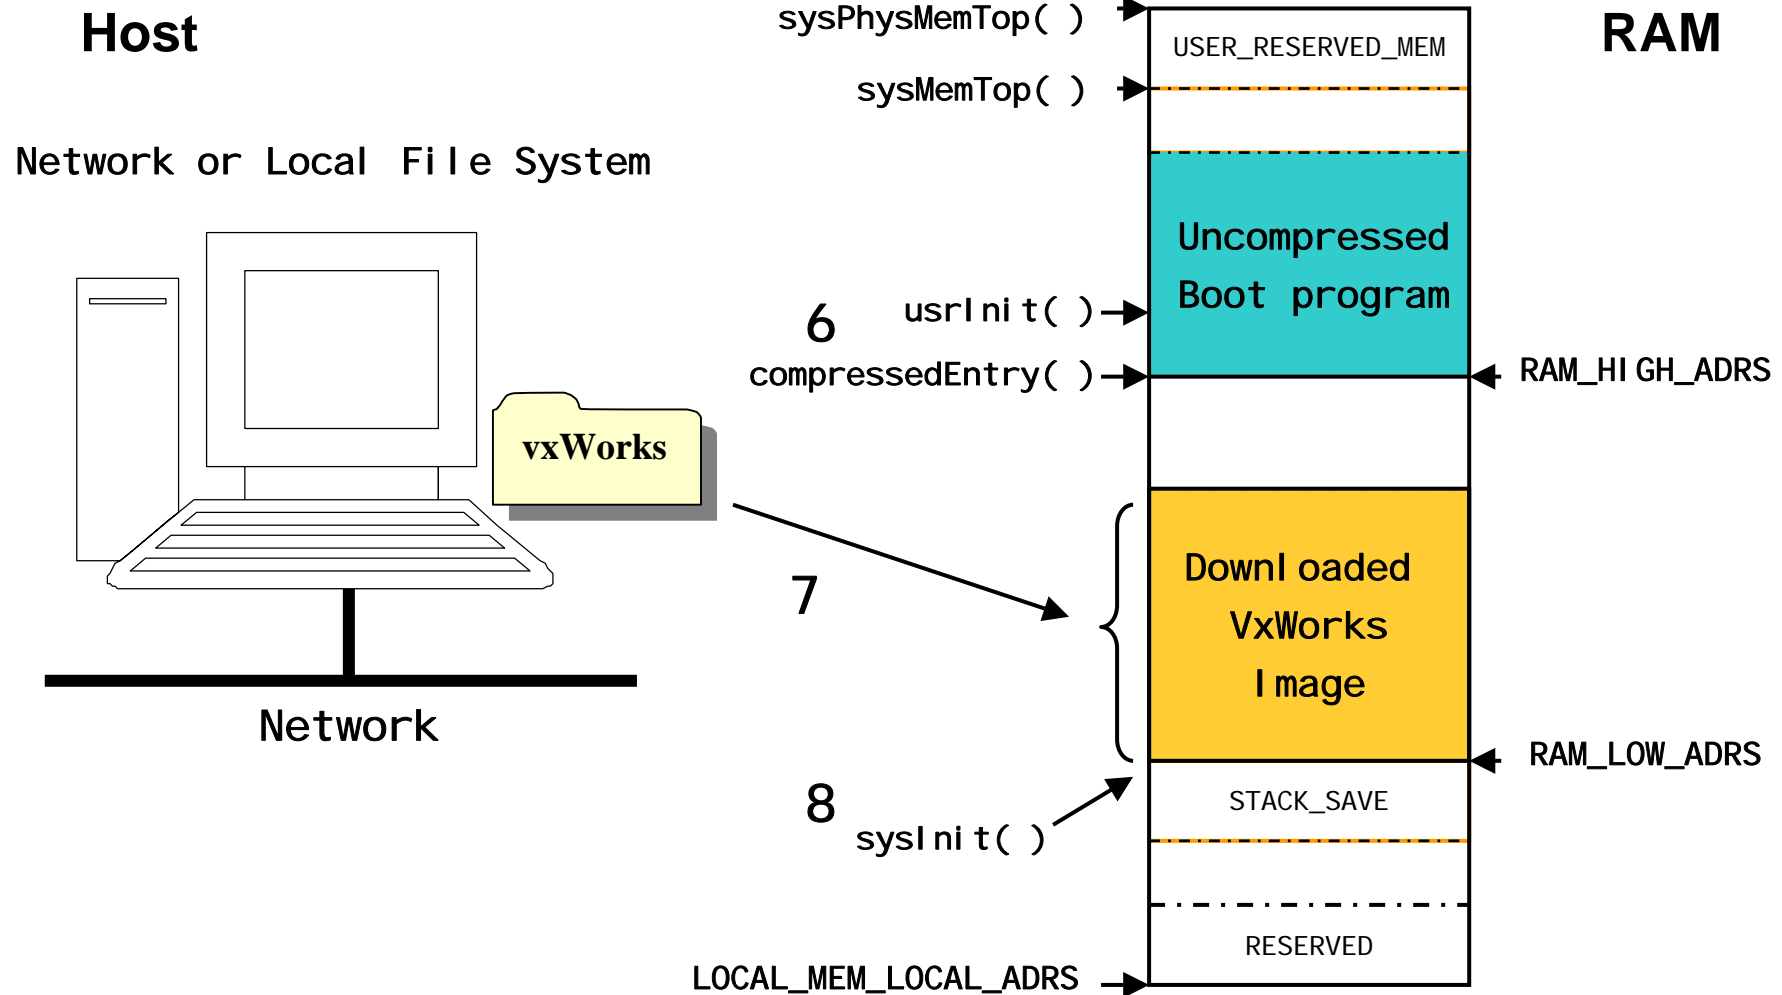 Host
RAM
sysPhysMemTop( )
USER_RESERVED_MEM
sysMemTop( )
Network or Local File System
Uncompressed
Boot program
6
usrInit( )
compressedEntry( )
RAM_HIGH_ADRS
vxWorks
7
Downloaded
VxWorks
Image
Network
RAM_LOW_ADRS
8
STACK_SAVE
sysInit( )
RESERVED
LOCAL_MEM_LOCAL_ADRS